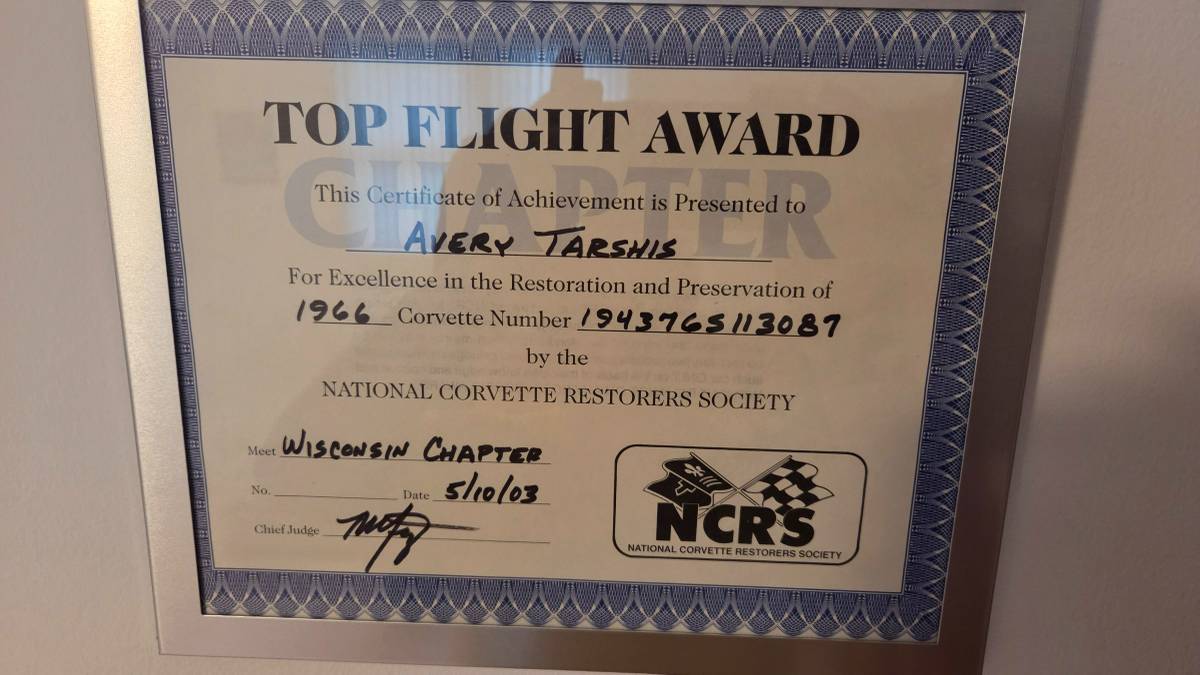 TOP FLIGHT AWARD
CHAPTER
This Certificate of Achievement is Presented to
AVERY TARSHIS
For Excellence in the Restoration and Preservation of
1966 Corvette Number 194376S113087
by the
NATIONAL CORVETTE RESTORERS SOCIETY
Meet WISCONSIN CHAPTER
No. Date 5/10/03
Chief Judge
NCRS
NATIONAL CORVETTE RESTORERS SOCIETY